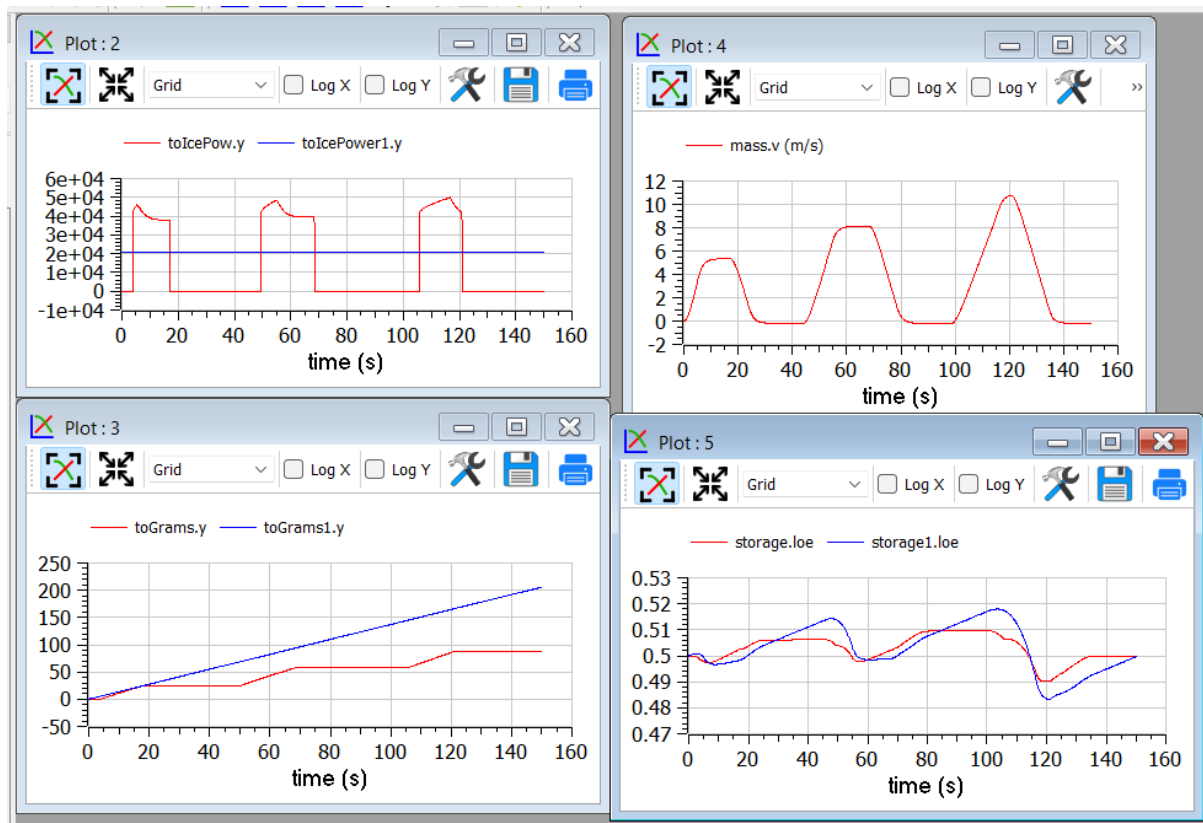 Plot : 2
Grid Log X Log Y
toIcePow.y toIcePower1.y
6e+04
5e+04
4e+04
3e+04
2e+04
1e+04
0
-1e+04
0 20 40 60 80 100 120 140 160
time (s)
Plot : 4
Grid Log X Log Y »
mass.v (m/s)
12
10
8
6
4
2
0
-2
0 20 40 60 80 100 120 140 160
time (s)
Plot : 3
Grid Log X Log Y
toGrams.y toGrams1.y
250
200
150
100
50
0
-50
0 20 40 60 80 100 120 140 160
time (s)
Plot : 5
Grid Log X Log Y
storage.loe storage1.loe
0.53
0.52
0.51
0.5
0.49
0.48
0.47
0 20 40 60 80 100 120 140 160
time (s)